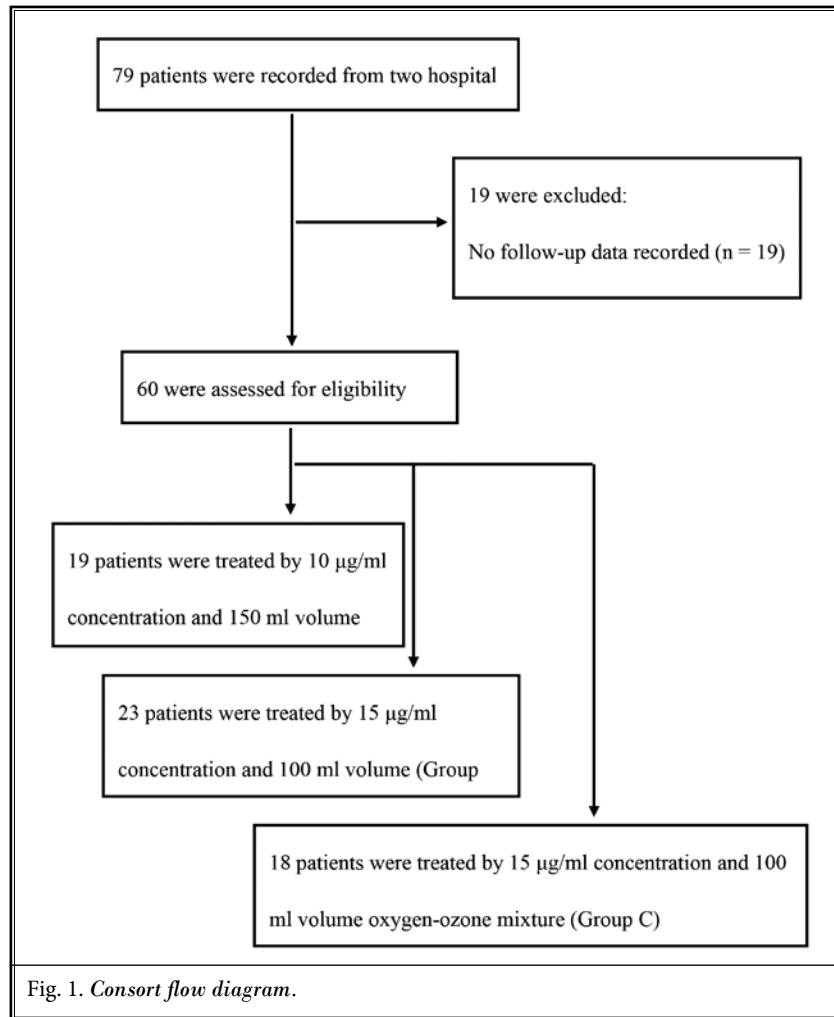 79 patients were recorded from two hospital
19 were excluded:
No follow-up data recorded (n = 19)
60 were assessed for eligibility
19 patients were treated by 10 μg/ml
concentration and 150 ml volume
23 patients were treated by 15 μg/ml
concentration and 100 ml volume (Group
18 patients were treated by 15 μg/ml concentration and 100
ml volume oxygen-ozone mixture (Group C)
Fig. 1. Consort flow diagram.